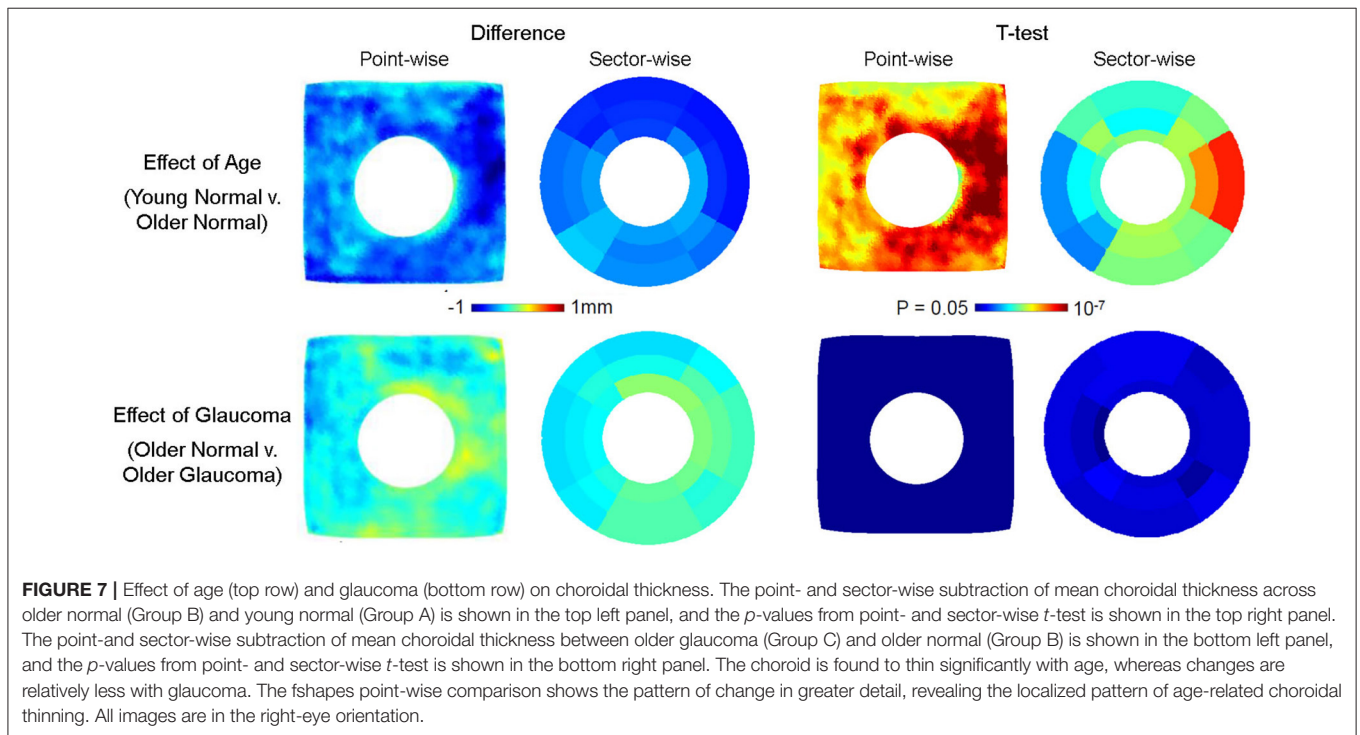 Difference
T-test
Point-wise
Sector-wise
Point-wise
Sector-wise
Effect of Age
(Young Normal v.
Older Normal)
-1
1mm
P = 0.05
10-7
Effect of Glaucoma
(Older Normal v.
Older Glaucoma)
FIGURE 7 | Effect of age (top row) and glaucoma (bottom row) on choroidal thickness. The point- and sector-wise subtraction of mean choroidal thickness across
older normal (Group B) and young normal (Group A) is shown in the top left panel, and the p-values from point- and sector-wise t-test is shown in the top right panel.
The point-and sector-wise subtraction of mean choroidal thickness between older glaucoma (Group C) and older normal (Group B) is shown in the bottom left panel,
and the p-values from point- and sector-wise t-test is shown in the bottom right panel. The choroid is found to thin significantly with age, whereas changes are
relatively less with glaucoma. The fshapes point-wise comparison shows the pattern of change in greater detail, revealing the localized pattern of age-related choroidal
thinning. All images are in the right-eye orientation.